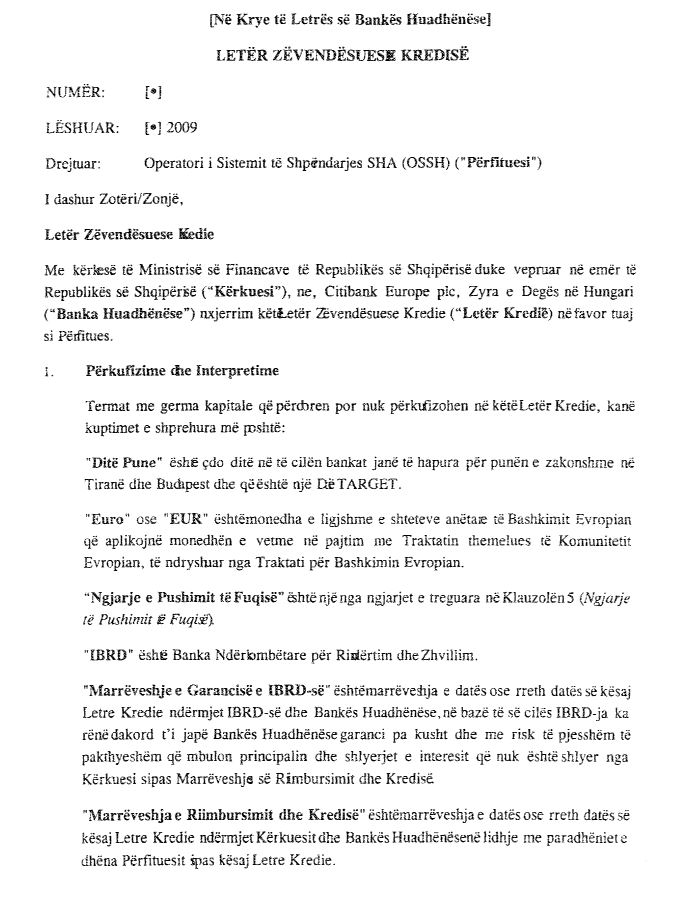 [Në Krye të Letrës së Bankës Huadhënëse]
LETËR ZËVENDËSUESE KREDISË
NUMËR: [•]
LËSHUAR: [•] 2009
Drejtuar: Operatori i Sistemit të Shpërndarjes SHA (OSSH) ("Përfituesi")
I dashur Zotëri/Zonjë,
Letër Zëvendësuese Kedie
Me kërkesë të Ministrisë së Financave të Republikës së Shqipërisë duke vepruar në emër të
Republikës së Shqipërisë ("Kërkuesi"), ne, Citibank Europe plc, Zyra e Degës në Hungari
("Banka Huadhënëse") nxjerrim këtë Letër Zëvendësuese Kredie ("Letër Kredie") në favor tuaj
si Përfitues.
1. Përkufizime dhe Interpretime
Termat me germa kapitale që përdoren por nuk përkufizohen në këtë Letër Kredie, kanë
kuptimet e shprehura më poshtë:
"Ditë Pune" është çdo ditë në të cilën bankat janë të hapura për punën e zakonshme në
Tiranë dhe Budapest dhe që është një Ditë TARGET.
"Euro" ose "EUR" është monedha e ligjshme e shteteve anëtare të Bashkimit Evropian
që aplikojnë monedhën e vetme në pajtim me Traktatin themelues të Komunitetit
Evropian, të ndryshuar nga Traktati për Bashkimin Evropian.
"Ngjarje e Pushimit të Fuqisë" është një nga ngjarjet e treguara në Klauzolën 5 (Ngjarje
të Pushimit të Fuqisë).
"IBRD" është Banka Ndërkombëtare për Rindërtim dhe Zhvillim.
"Marrëveshje e Garancisë e IBRD-së" është marrëveshja e datës ose rreth datës së kësaj
Letre Kredie ndërmjet IBRD-së dhe Bankës Huadhënëse, në bazë të së cilës IBRD-ja ka
rënë dakord t'i japë Bankës Huadhënëse garanci pa kusht dhe me risk të pjesshëm të
pakthyeshëm që mbulon principalin dhe shlyerjet e interesit që nuk është shlyer nga
Kërkuesi sipas Marrëveshje së Rimbursimit dhe Kredisë.
"Marrëveshja e Riimbursimit dhe Kredisë" është marrëveshja e datës ose rreth datës së
kësaj Letre Kredie ndërmjet Kërkuesit dhe Bankës Huadhënëse në lidhje me paradhëniet e
dhëna Përfituesit sipas kësaj Letre Kredie.